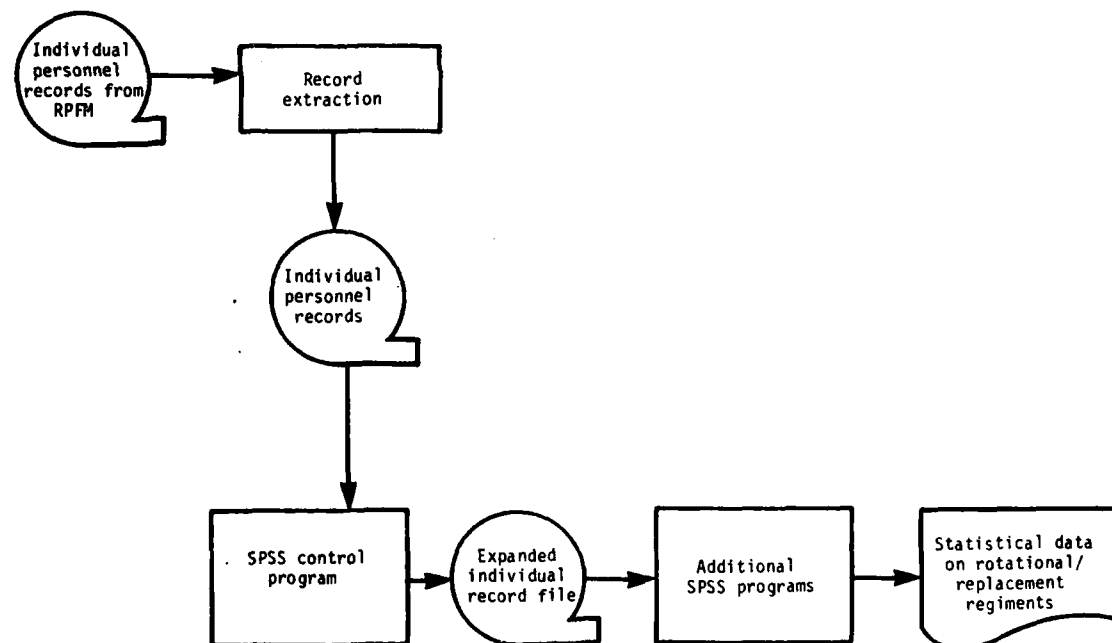 Individual
personnel
records from
RPFM
Record
extraction
Individual
personnel
records
SPSS control
program
Expanded
individual
record file
Additional
SPSS programs
Statistical data
on rotational/
replacement
regiments